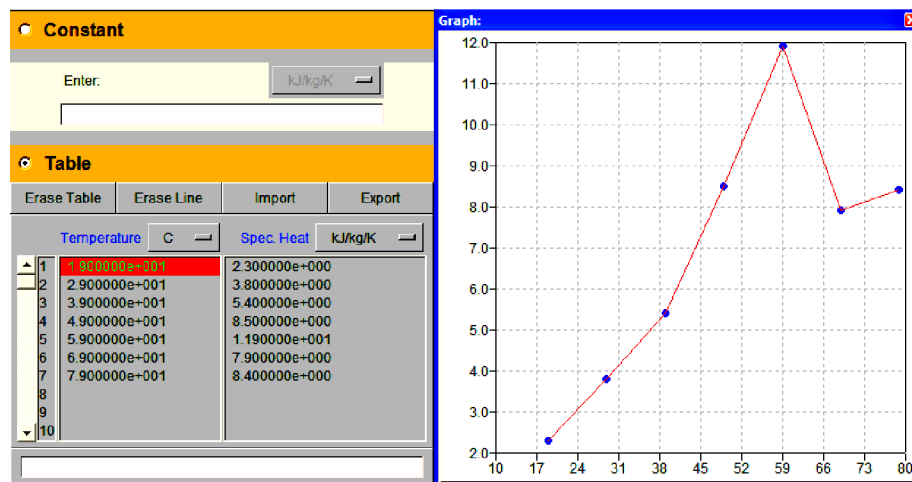 Constant
Enter: kJ/kg/K
Table
Erase Table Erase Line Import Export
Temperature C Spec. Heat kJ/kg/K
1 1.900000e+001 2.300000e+000
2 2.900000e+001 3.800000e+000
3 3.900000e+001 5.400000e+000
4 4.900000e+001 8.500000e+000
5 5.900000e+001 1.190000e+001
6 6.900000e+001 7.900000e+000
7 7.900000e+001 8.400000e+000
8
9
10
Graph:
12.0
11.0
10.0
9.0
8.0
7.0
6.0
5.0
4.0
3.0
2.0
10 17 24 31 38 45 52 59 66 73 80